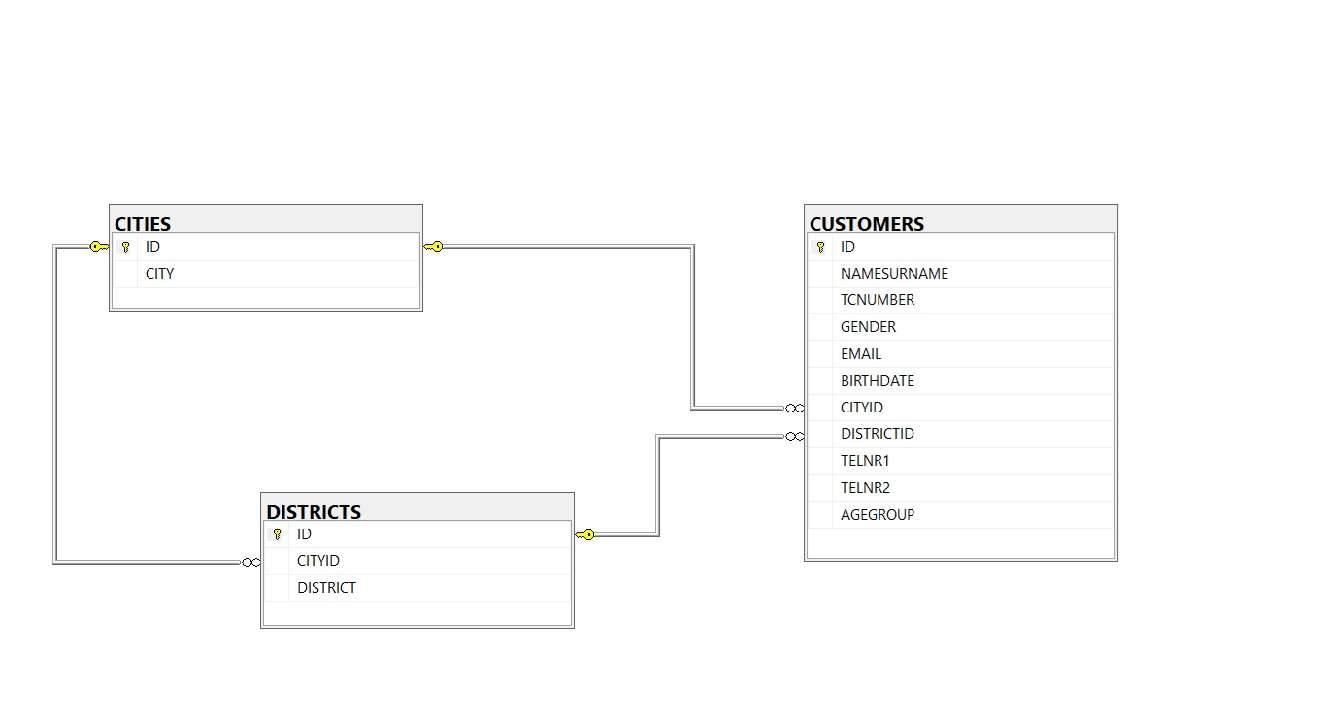 CITIES
ID
CITY
CUSTOMERS
ID
NAMESURNAME
TCNUMBER
GENDER
EMAIL
BIRTHDATE
CITYID
DISTRICTID
TELNR1
TELNR2
AGEGROUP
DISTRICTS
ID
CITYID
DISTRICT